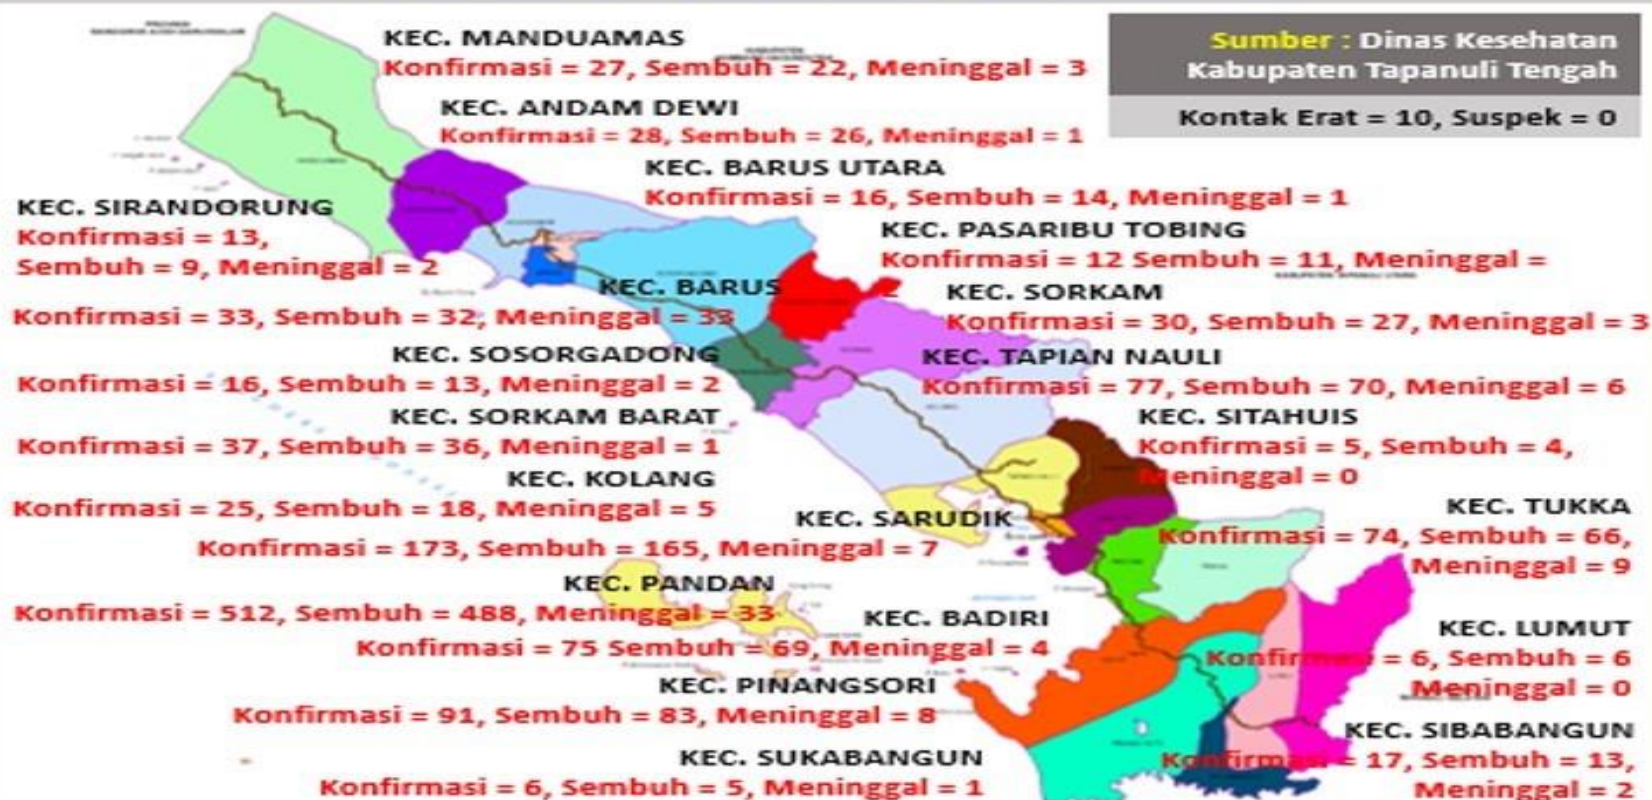 Sumber : Dinas Kesehatan
Kabupaten Tapanuli Tengah
Kontak Erat = 10, Suspek = 0
KEC. MANDUAMAS
Konfirmasi = 27, Sembuh = 22, Meninggal = 3
KEC. ANDAM DEWI
Konfirmasi = 28, Sembuh = 26, Meninggal = 1
KEC. BARUS UTARA
Konfirmasi = 16, Sembuh = 14, Meninggal = 1
KEC. SIRANDORUNG
Konfirmasi = 13,
Sembuh = 9, Meninggal = 2
KEC. PASARIBU TOBING
Konfirmasi = 12 Sembuh = 11, Meninggal =
2
KEC. BARUS
Konfirmasi = 33, Sembuh = 32, Meninggal = 33
KEC. SORKAM
Konfirmasi = 30, Sembuh = 27, Meninggal = 3
KEC. SOSORGADONG
Konfirmasi = 16, Sembuh = 13, Meninggal = 2
KEC. TAPIAN NAULI
Konfirmasi = 77, Sembuh = 70, Meninggal = 6
KEC. SORKAM BARAT
Konfirmasi = 37, Sembuh = 36, Meninggal = 1
KEC. SITAHUIS
Konfirmasi = 5, Sembuh = 4,
Meninggal = 0
KEC. KOLANG
Konfirmasi = 25, Sembuh = 18, Meninggal = 5
KEC. SARUDIK
Konfirmasi = 173, Sembuh = 165, Meninggal = 7
KEC. TUKKA
Konfirmasi = 74, Sembuh = 66,
Meninggal = 9
KEC. PANDAN
Konfirmasi = 512, Sembuh = 488, Meninggal = 33
KEC. BADIRI
Konfirmasi = 75 Sembuh = 69, Meninggal = 4
KEC. LUMUT
Konfirmasi = 6, Sembuh = 6
Meninggal = 0
KEC. PINANGSORI
Konfirmasi = 91, Sembuh = 83, Meninggal = 8
KEC. SIBABANGUN
Konfirmasi = 17, Sembuh = 13,
Meninggal = 2
KEC. SUKABANGUN
Konfirmasi = 6, Sembuh = 5, Meninggal = 1